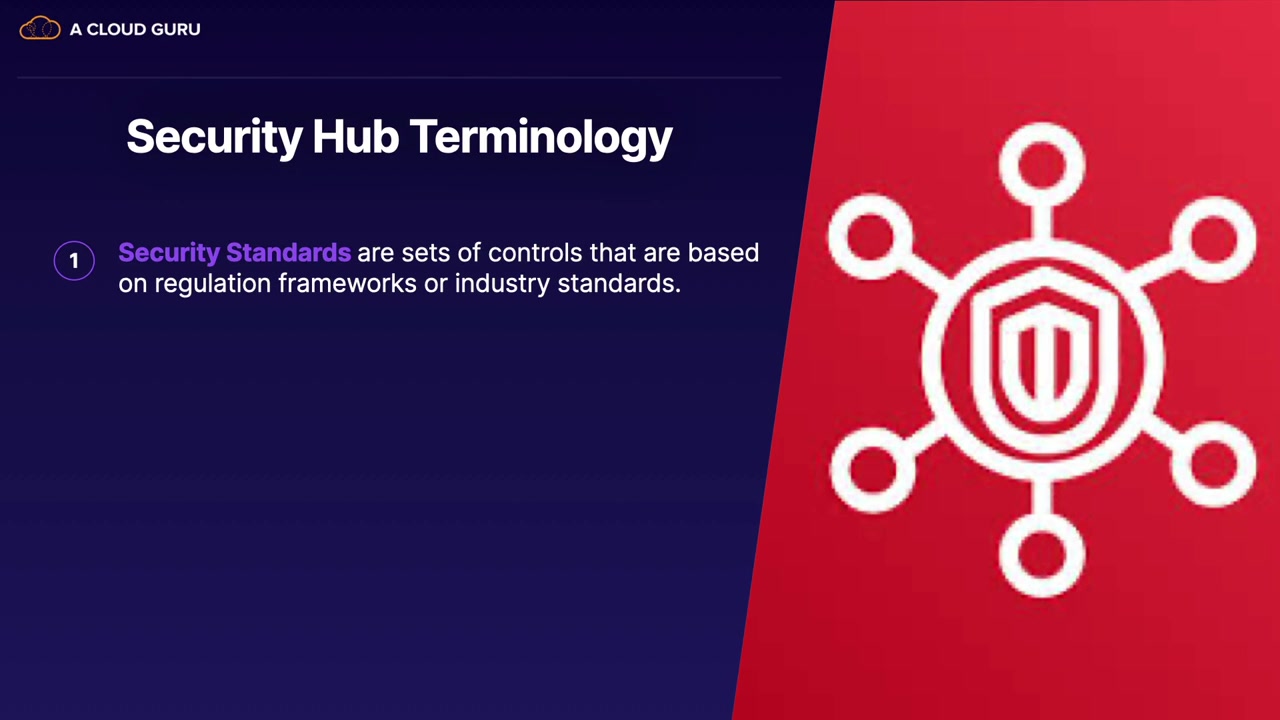 A CLOUD GURU
Security Hub Terminology
1
Security Standards are sets of controls that are based
on regulation frameworks or industry standards.